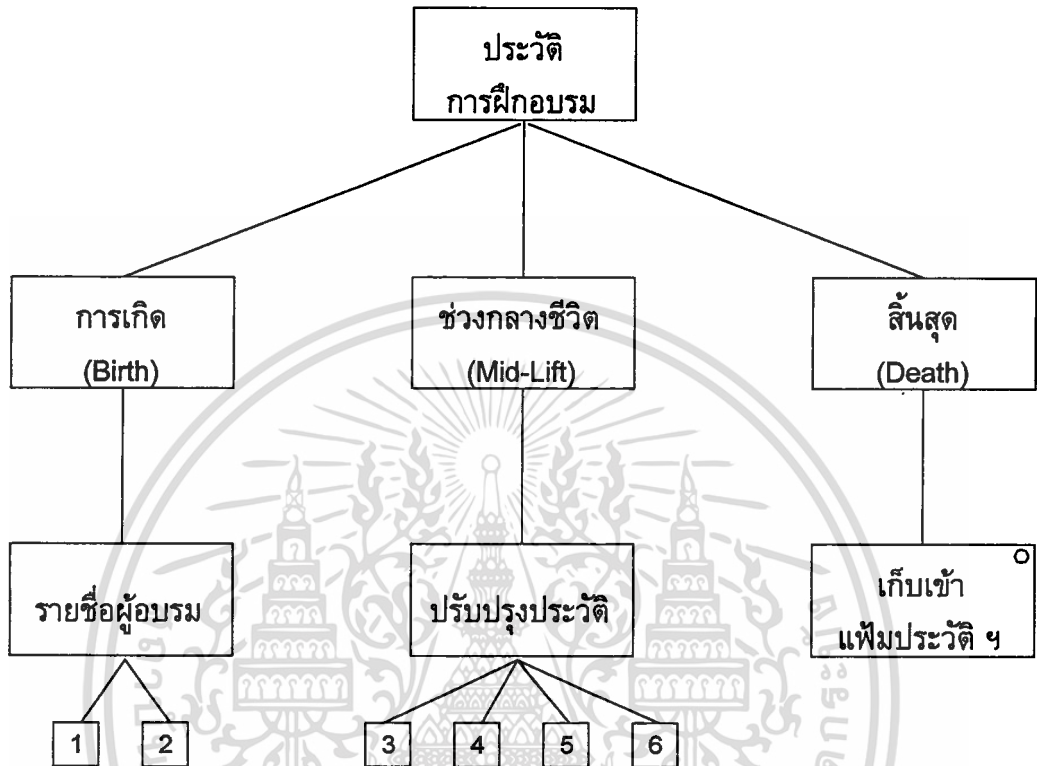 ประวัติ
การฝึกอบรม
การเกิด
(Birth)
ช่วงกลางชีวิต
(Mid-Lift)
สิ้นสุด
(Death)
รายชื่อผู้อบรม
ปรับปรุงประวัติ
เก็บเข้า
แฟ้มประวัติ ฯ
1
2
3
4
5
6